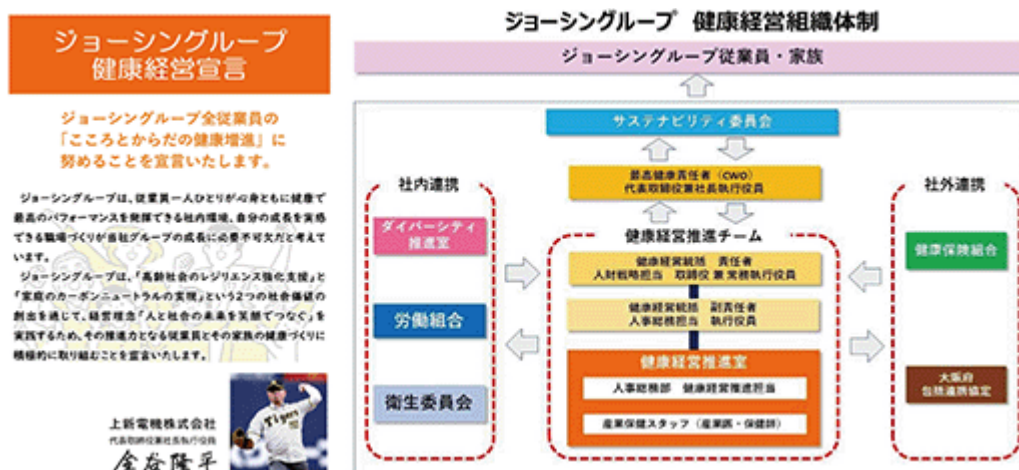 ジョーシングループ
健康経営宣言
ジョーシングループ全従業員の
「こころとからだの健康増進」に
努めることを宣言いたします。
ジョーシングループは、従業員一人ひとりが心身ともに健康で
最高のパフォーマンスを発揮できる社内環境、自分の成長を実感
できる職場づくりが当社グループの成長に必要不可欠だと考えて
います。
ジョーシングループは、「高齢社会のレジリエンス強化支援」と
「家庭のカーボンニュートラルの実現」という2つの社会価値の
創出を通じて、経営理念「人と社会の未来を笑顔でつなぐ」を
実践するため、その推進力となる従業員とその家族の健康づくりに
積極的に取り組むことを宣言いたします。
上新電機株式会社
代表取締役兼社長執行役員
金谷隆平
Tigers
ジョーシングループ 健康経営組織体制
ジョーシングループ従業員・家族
サステナビリティ委員会
最高健康責任者（CWO）
代表取締役兼社長執行役員
社内連携
ダイバーシティ
推進室
労働組合
衛生委員会
健康経営推進チーム
健康経営統括 責任者
人財戦略担当 取締役 兼 常務執行役員
健康経営統括 副責任者
人事総務担当 執行役員
健康経営推進室
人事総務部 健康経営推進担当
産業保健スタッフ（産業医・保健師）
社外連携
健康保険組合
大阪府
包括連携協定